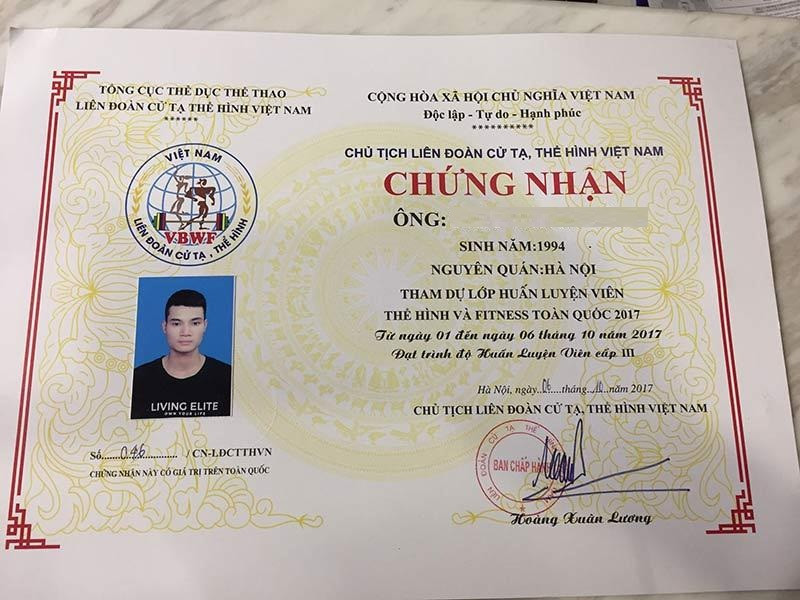 TỔNG CỤC THỂ DỤC THỂ THAO
LIÊN ĐOÀN CỬ TẠ THỂ HÌNH VIỆT NAM
******
CỘNG HÒA XÃ HỘI CHỦ NGHĨA VIỆT NAM
Độc lập - Tự do - Hạnh phúc
**********
VIỆT NAM
VBWF
LIÊN ĐOÀN CỬ TẠ, THỂ HÌNH
CHỦ TỊCH LIÊN ĐOÀN CỬ TẠ, THỂ HÌNH VIỆT NAM
CHỨNG NHẬN
ÔNG:
SINH NĂM:1994
NGUYÊN QUÁN:HÀ NỘI
THAM DỰ LỚP HUẤN LUYỆN VIÊN
THỂ HÌNH VÀ FITNESS TOÀN QUỐC 2017
Từ ngày 01 đến ngày 06 tháng 10 năm 2017
Đạt trình độ Huấn Luyện Viên cấp III
LIVING ELITE
OWN YOUR LIFE
Hà Nội, ngày..06....tháng..10..năm 2017
CHỦ TỊCH LIÊN ĐOÀN CỬ TẠ, THỂ HÌNH VIỆT NAM
LIÊN ĐOÀN CỬ TẠ THỂ HÌNH
BAN CHẤP HÀNH
Hoàng Xuân Lương
Số....046........../ CN-LĐCTTHVN
CHỨNG NHẬN NÀY CÓ GIÁ TRỊ TRÊN TOÀN QUỐC